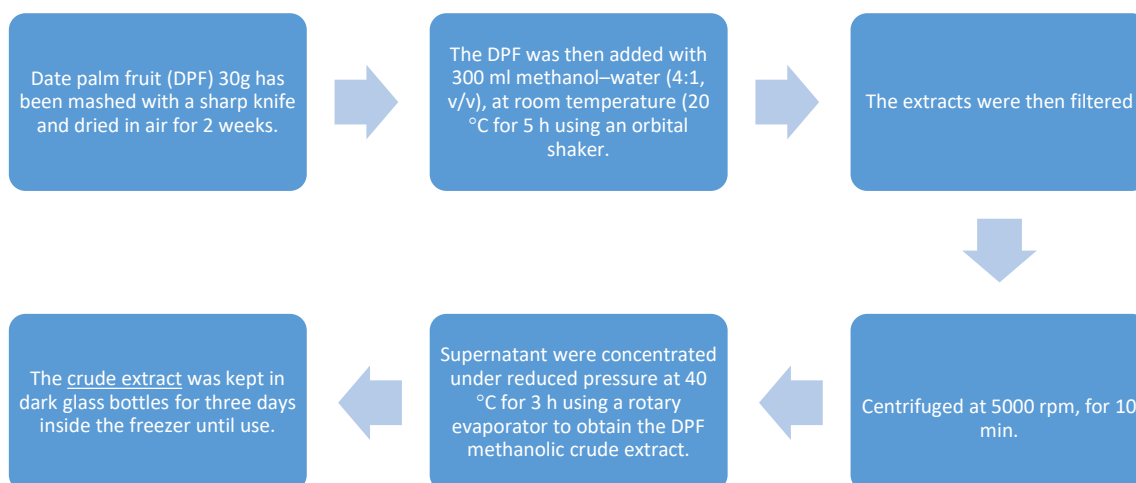 Date palm fruit (DPF) 30g has
been mashed with a sharp knife
and dried in air for 2 weeks.
The DPF was then added with
300 ml methanol–water (4:1,
v/v), at room temperature (20
°C for 5 h using an orbital
shaker.
The extracts were then filtered
Centrifuged at 5000 rpm, for 10
min.
Supernatant were concentrated
under reduced pressure at 40
°C for 3 h using a rotary
evaporator to obtain the DPF
methanolic crude extract.
The crude extract was kept in
dark glass bottles for three days
inside the freezer until use.